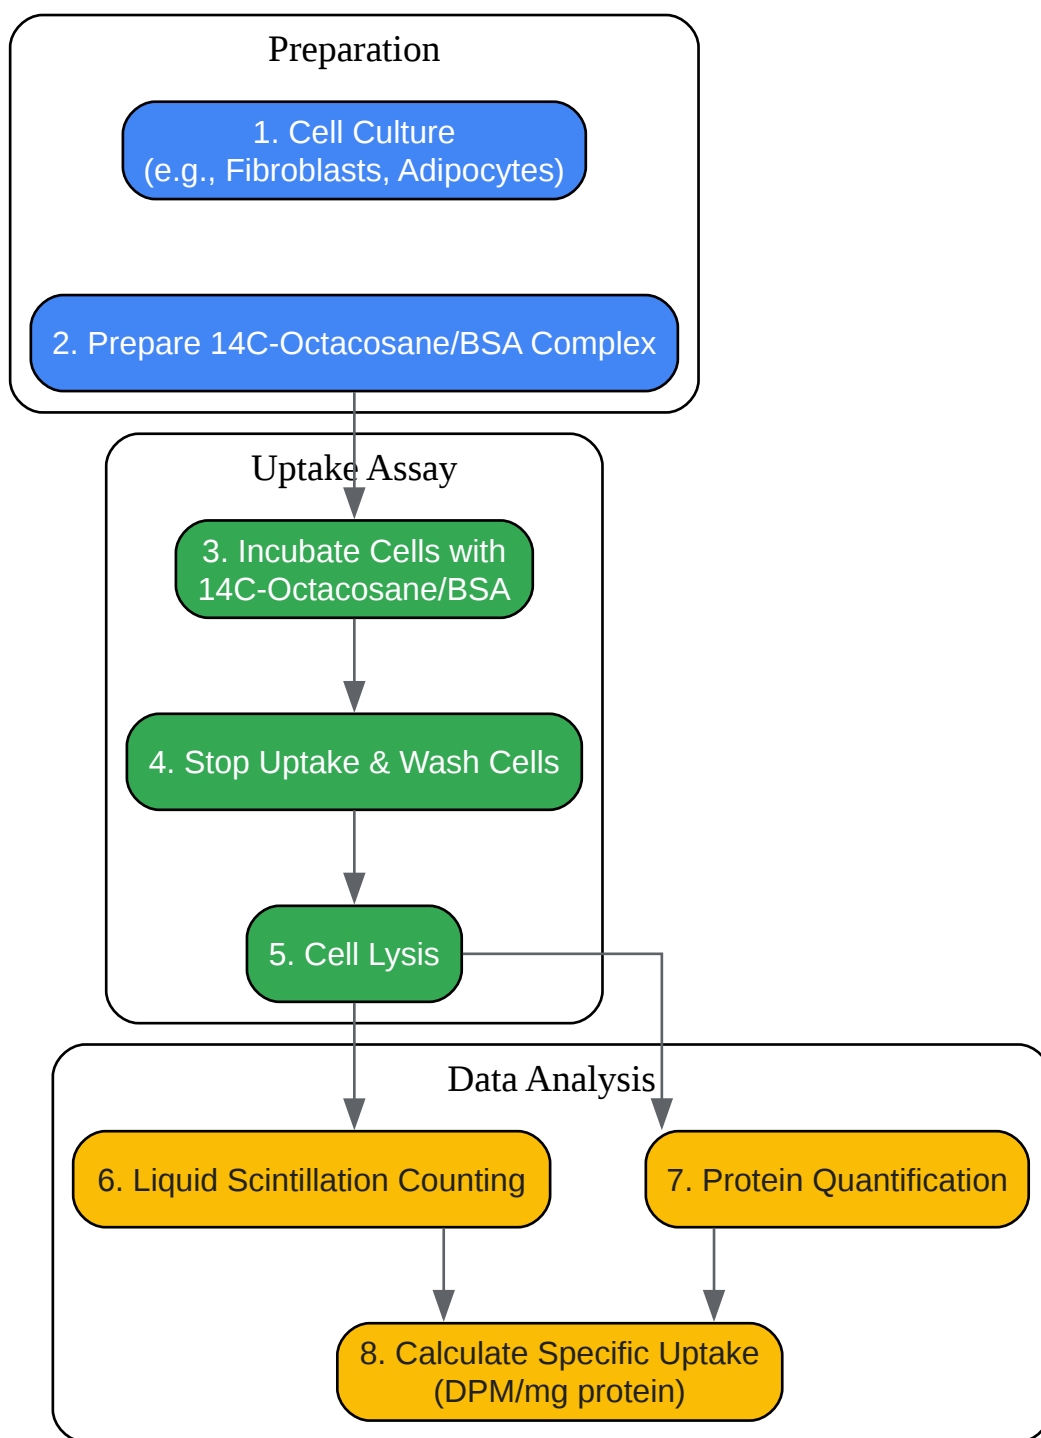 Preparation
1. Cell Culture
(e.g., Fibroblasts, Adipocytes)
2. Prepare 14C-Octacosane/BSA Complex
Uptake Assay
3. Incubate Cells with
14C-Octacosane/BSA
4. Stop Uptake & Wash Cells
5. Cell Lysis
Data Analysis
6. Liquid Scintillation Counting
7. Protein Quantification
8. Calculate Specific Uptake
(DPM/mg protein)